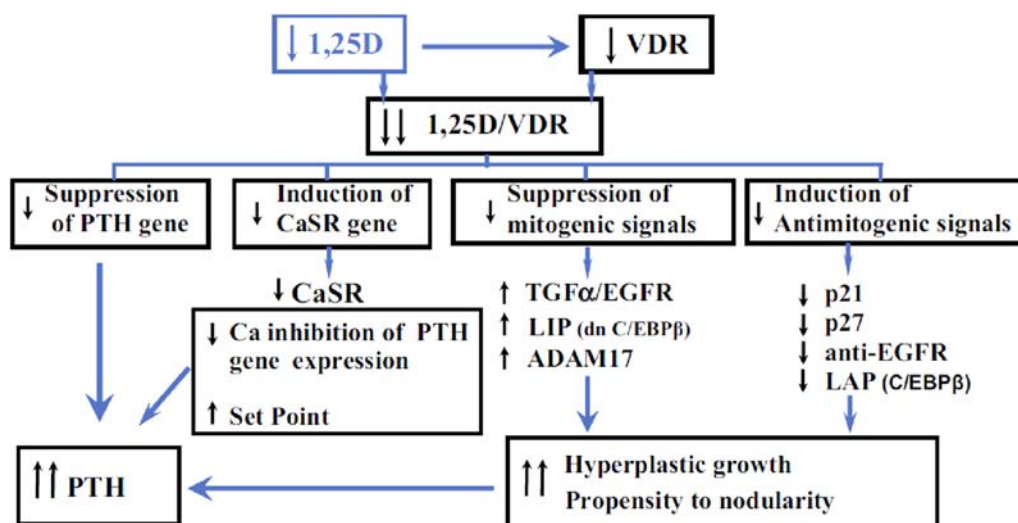 ↓ 1,25D
↓ VDR
↓↓ 1,25D/VDR
↓ Suppression
of PTH gene
↓ Induction of
CaSR gene
↓ Suppression of
mitogenic signals
↓ Induction of
Antimitogenic signals
↓ CaSR
↓ Ca inhibition of PTH
gene expression
↑ Set Point
↑ TGFα/EGFR
↑ LIP (dn C/EBPβ)
↑ ADAM17
↓ p21
↓ p27
↓ anti-EGFR
↓ LAP (C/EBPβ)
↑↑ PTH
↑↑ Hyperplastic growth
Propensity to nodularity